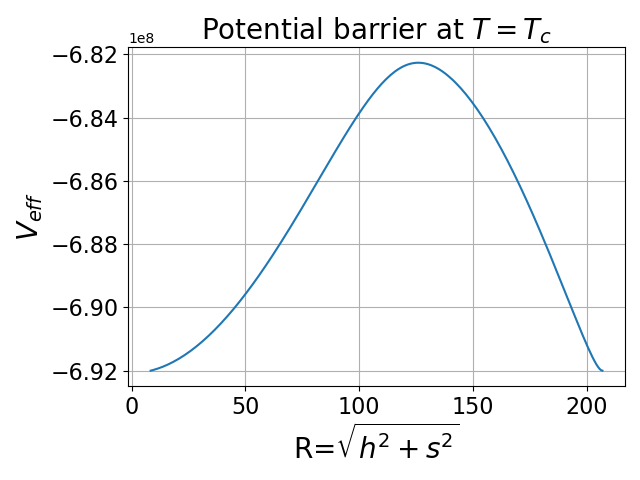 Potential barrier at $T = T_c$
1e8
−6.82
−6.84
−6.86
−6.88
−6.90
−6.92
$V_{eff}$
0 50 100 150 200
R=$\sqrt{h^2 + s^2}$